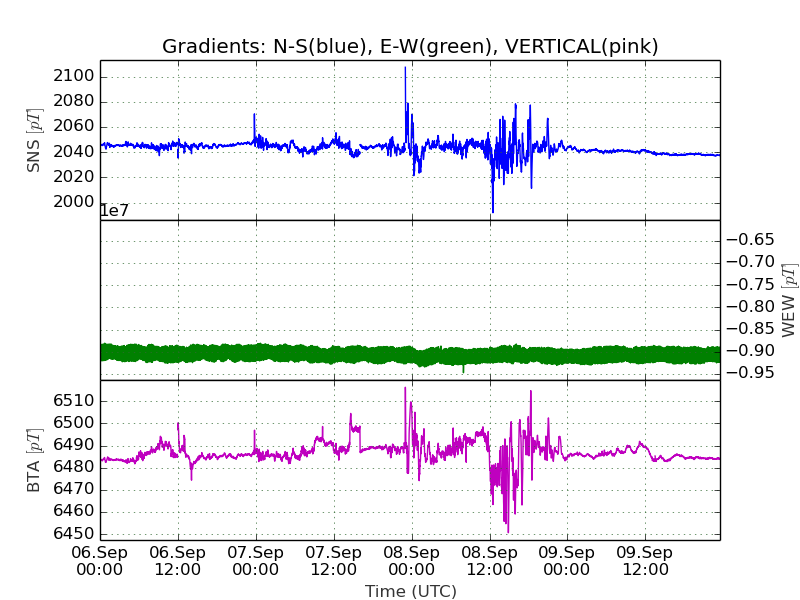 Gradients: N-S(blue), E-W(green), VERTICAL(pink)
2100
2080
2060
2040
2020
2000
SNS [pT]
1e7
−0.65
−0.70
−0.75
−0.80
−0.85
−0.90
−0.95
WEW [pT]
6510
6500
6490
6480
6470
6460
6450
BTA [pT]
06.Sep 06.Sep 07.Sep 07.Sep 08.Sep 08.Sep 09.Sep 09.Sep
00:00 12:00 00:00 12:00 00:00 12:00 00:00 12:00
Time (UTC)